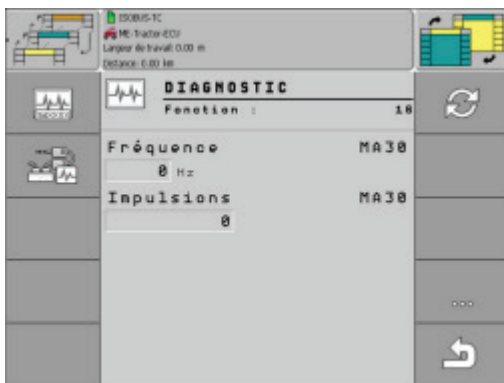 ISOBUS-TC
ME-Tractor-ECU
Largeur de travail: 0.00 m
Distance: 0.00 km
DIAGNOSTIC
Fonction : 18
Fréquence MA30
0 Hz
Impulsions MA30
0
...